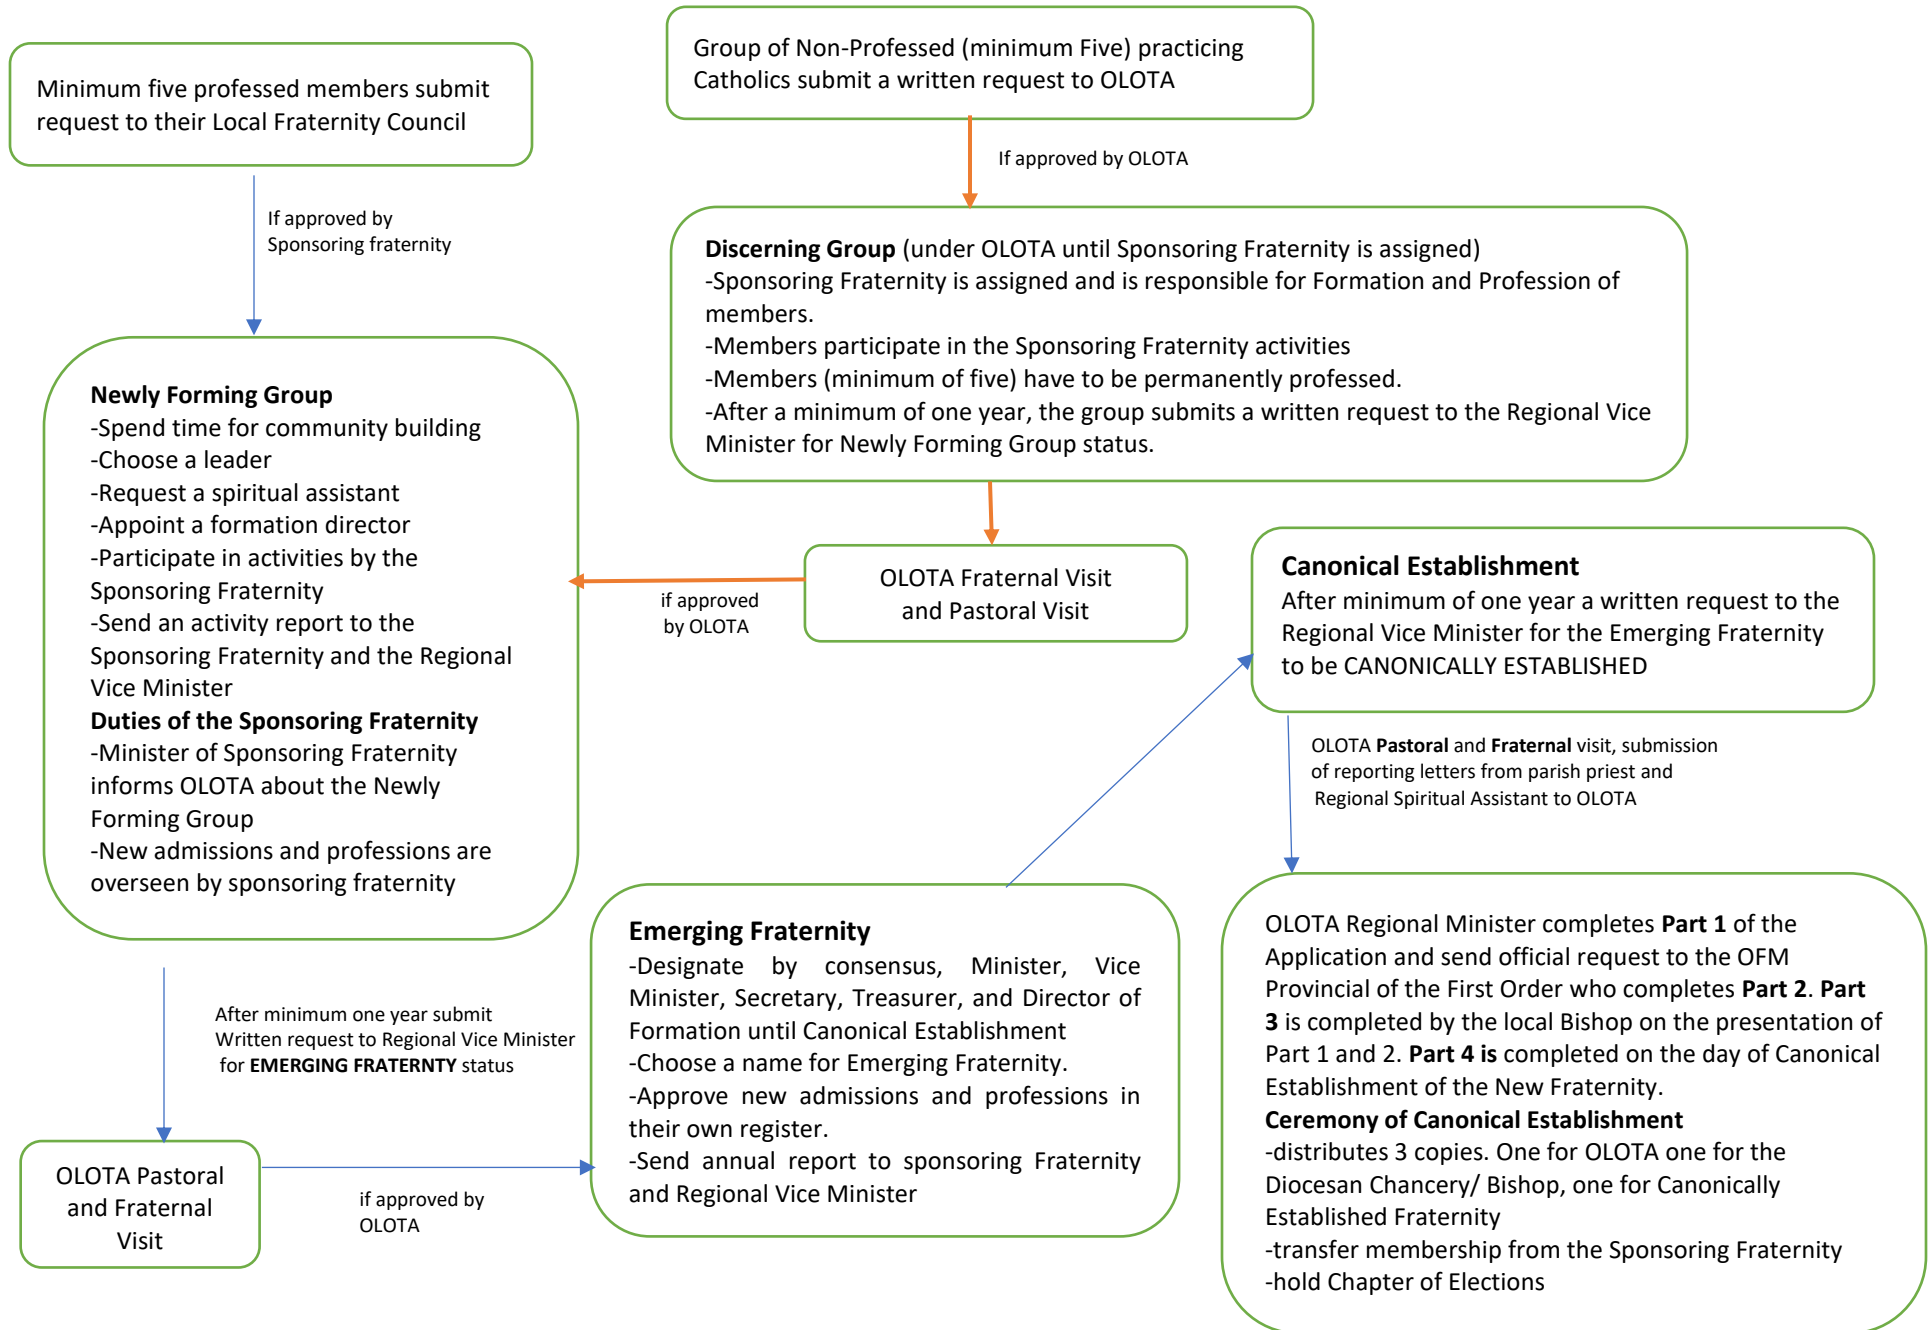 Minimum five professed members submit
request to their Local Fraternity Council
If approved by
Sponsoring fraternity
Group of Non-Professed (minimum Five) practicing
Catholics submit a written request to OLOTA
If approved by OLOTA
Discerning Group (under OLOTA until Sponsoring Fraternity is assigned)
-Sponsoring Fraternity is assigned and is responsible for Formation and Profession of
members.
-Members participate in the Sponsoring Fraternity activities
-Members (minimum of five) have to be permanently professed.
-After a minimum of one year, the group submits a written request to the Regional Vice
Minister for Newly Forming Group status.
OLOTA Fraternal Visit
and Pastoral Visit
if approved
by OLOTA
Newly Forming Group
-Spend time for community building
-Choose a leader
-Request a spiritual assistant
-Appoint a formation director
-Participate in activities by the
Sponsoring Fraternity
-Send an activity report to the
Sponsoring Fraternity and the Regional
Vice Minister
Duties of the Sponsoring Fraternity
-Minister of Sponsoring Fraternity
informs OLOTA about the Newly
Forming Group
-New admissions and professions are
overseen by sponsoring fraternity
After minimum one year submit
Written request to Regional Vice Minister
for EMERGING FRATERNTY status
OLOTA Pastoral
and Fraternal
Visit
if approved by
OLOTA
Emerging Fraternity
-Designate by consensus, Minister, Vice
Minister, Secretary, Treasurer, and Director of
Formation until Canonical Establishment
-Choose a name for Emerging Fraternity.
-Approve new admissions and professions in
their own register.
-Send annual report to sponsoring Fraternity
and Regional Vice Minister
Canonical Establishment
After minimum of one year a written request to the
Regional Vice Minister for the Emerging Fraternity
to be CANONICALLY ESTABLISHED
OLOTA Pastoral and Fraternal visit, submission
of reporting letters from parish priest and
Regional Spiritual Assistant to OLOTA
OLOTA Regional Minister completes Part 1 of the
Application and send official request to the OFM
Provincial of the First Order who completes Part 2. Part
3 is completed by the local Bishop on the presentation of
Part 1 and 2. Part 4 is completed on the day of Canonical
Establishment of the New Fraternity.
Ceremony of Canonical Establishment
-distributes 3 copies. One for OLOTA one for the
Diocesan Chancery/ Bishop, one for Canonically
Established Fraternity
-transfer membership from the Sponsoring Fraternity
-hold Chapter of Elections